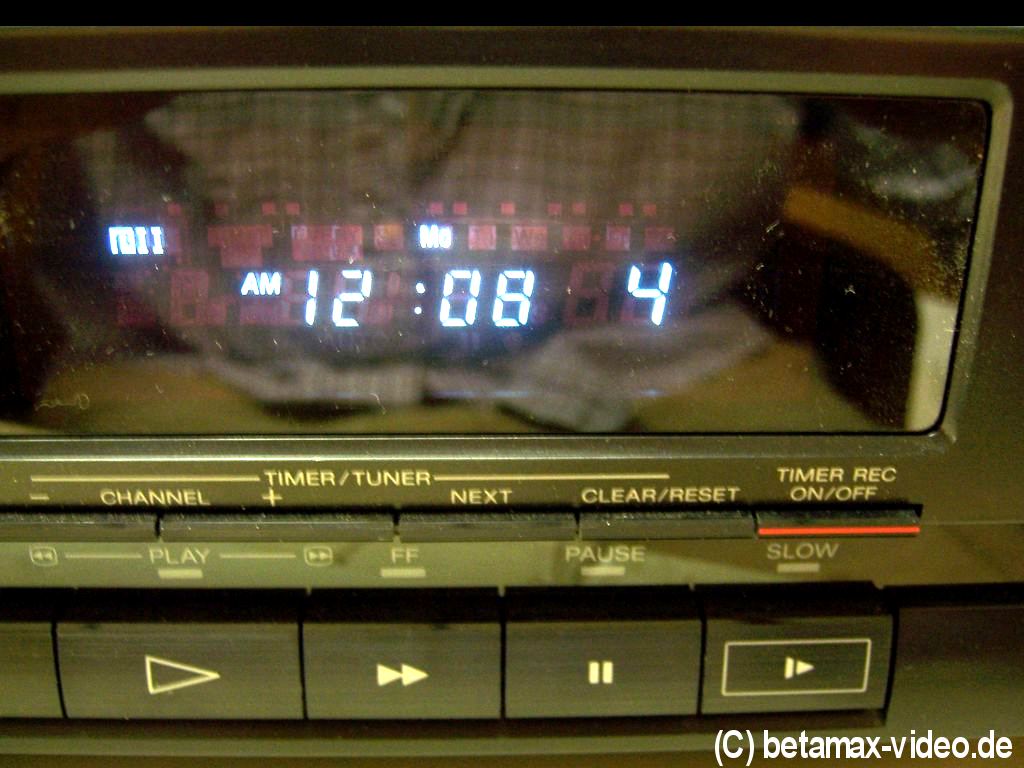 Mo
AM 12:08 4
TIMER/TUNER
TIMER REC
− CHANNEL + NEXT CLEAR/RESET ON/OFF
PLAY FF PAUSE SLOW
(C) betamax-video.de